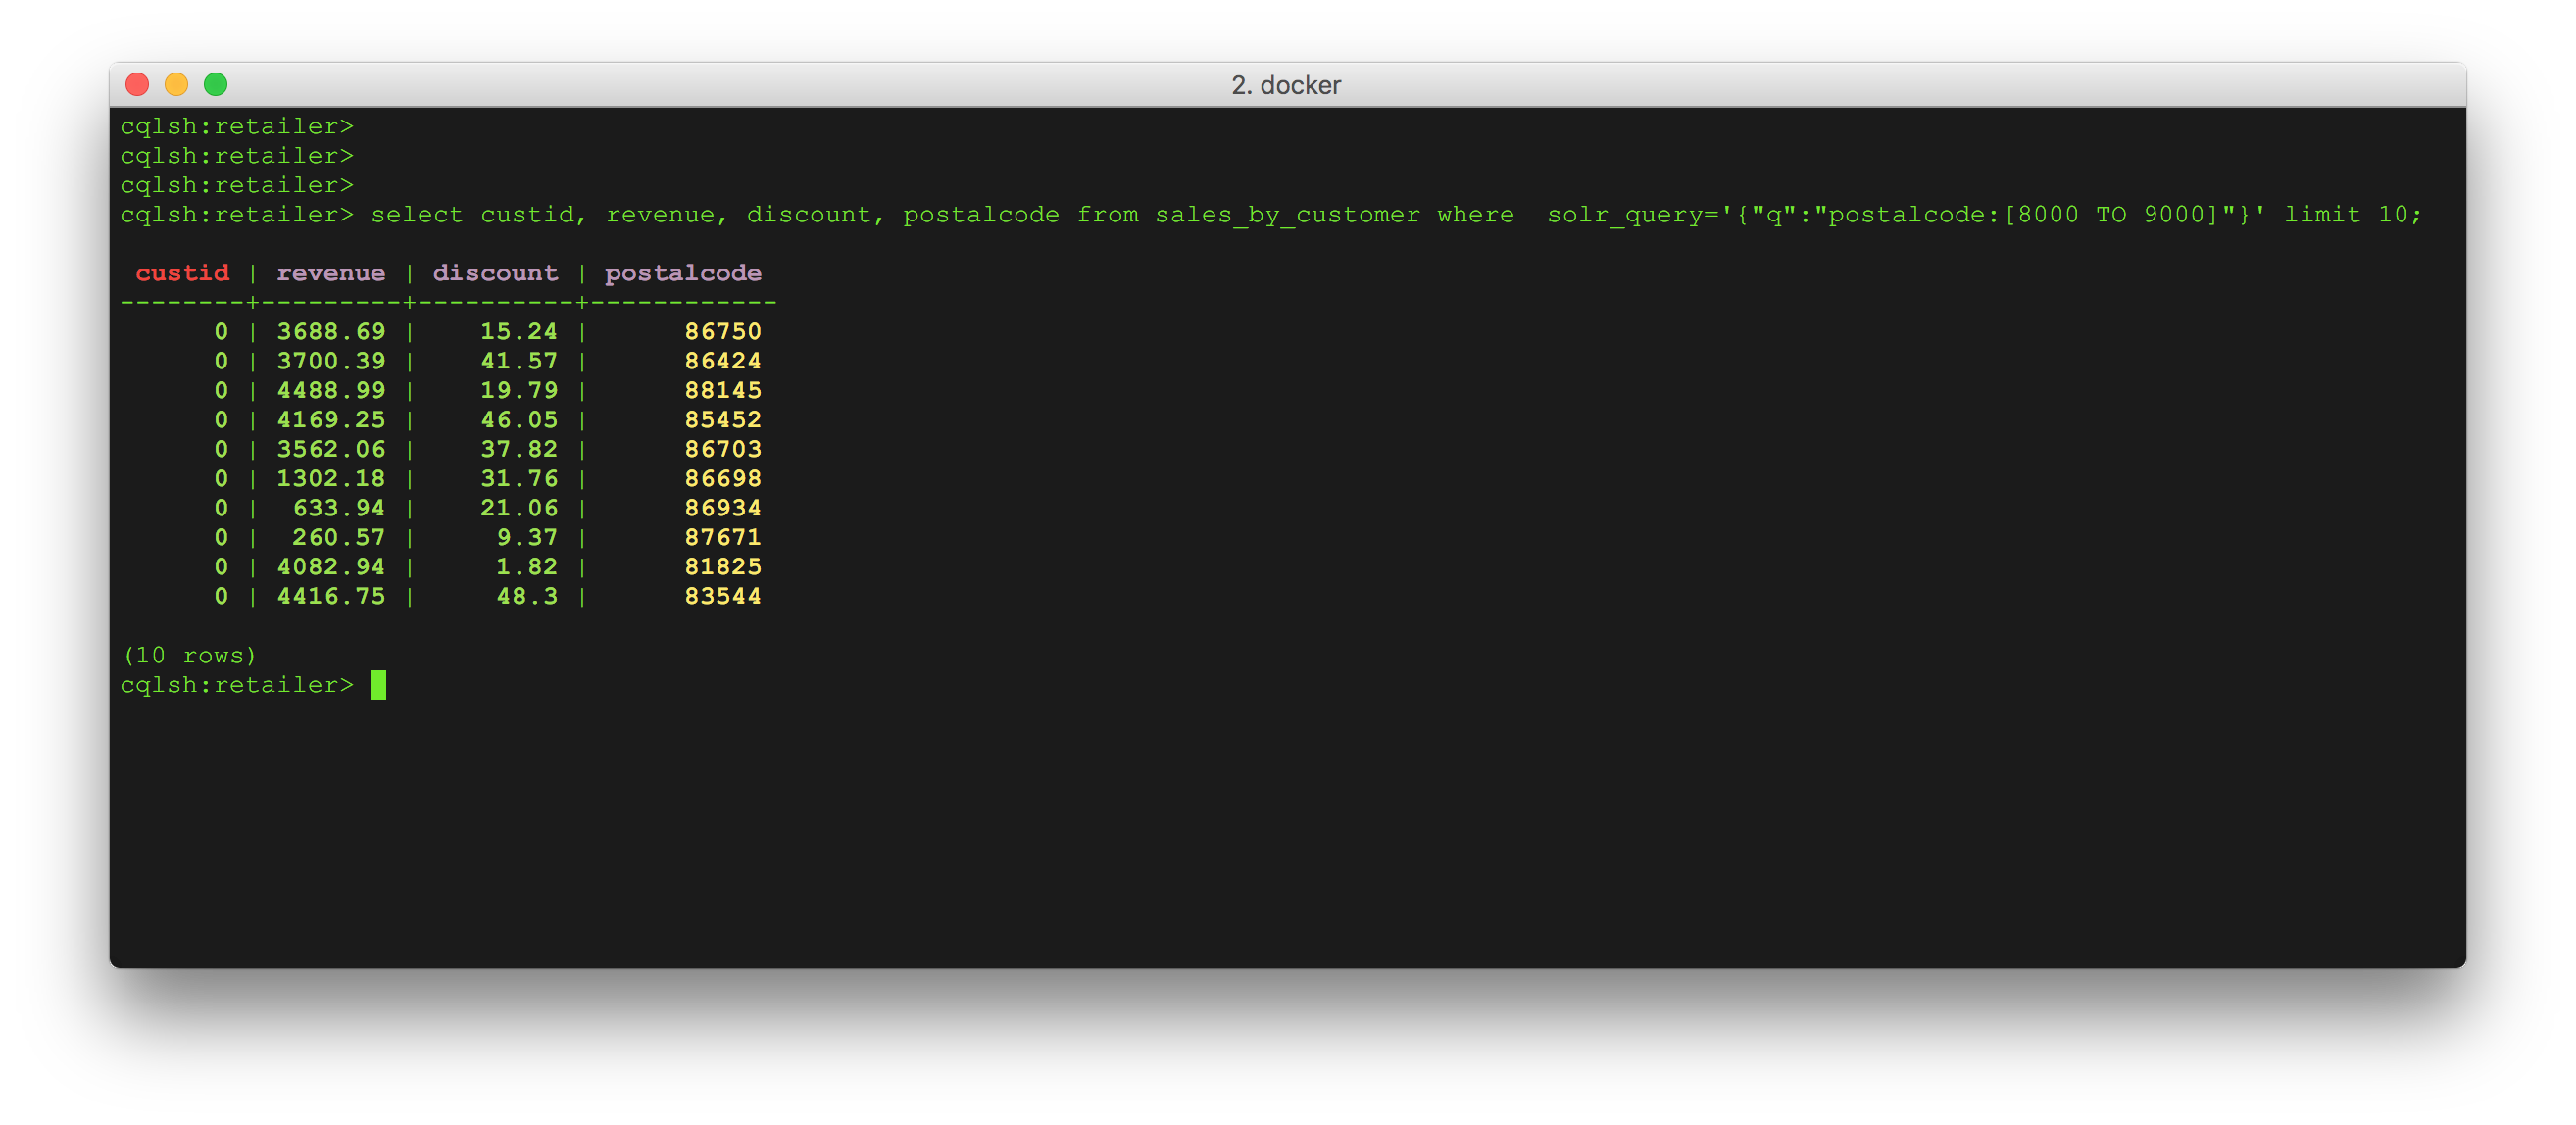 2. docker
cqlsh:retailer>
cqlsh:retailer>
cqlsh:retailer>
cqlsh:retailer> select custid, revenue, discount, postalcode from sales_by_customer where  solr_query='{"q":"postalcode:[8000 TO 9000]"}' limit 10;
 custid | revenue | discount | postalcode
--------+---------+----------+------------
      0 | 3688.69 |    15.24 |      86750
      0 | 3700.39 |    41.57 |      86424
      0 | 4488.99 |    19.79 |      88145
      0 | 4169.25 |    46.05 |      85452
      0 | 3562.06 |    37.82 |      86703
      0 | 1302.18 |    31.76 |      86698
      0 |  633.94 |    21.06 |      86934
      0 |  260.57 |     9.37 |      87671
      0 | 4082.94 |     1.82 |      81825
      0 | 4416.75 |     48.3 |      83544
(10 rows)
cqlsh:retailer>